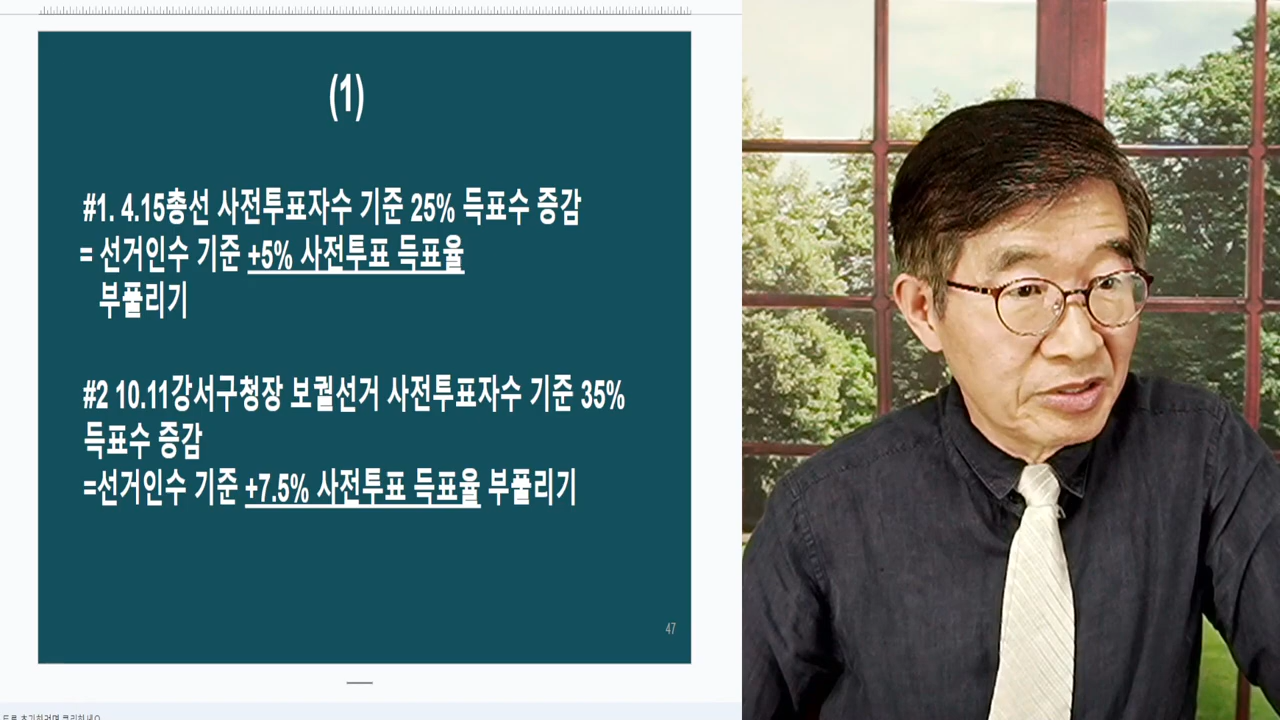 (1)
#1. 4.15총선 사전투표자수 기준 25% 득표수 증감
= 선거인수 기준 +5% 사전투표 득표율
부풀리기
#2 10.11강서구청장 보궐선거 사전투표자수 기준 35%
득표수 증감
=선거인수 기준 +7.5% 사전투표 득표율 부풀리기
47